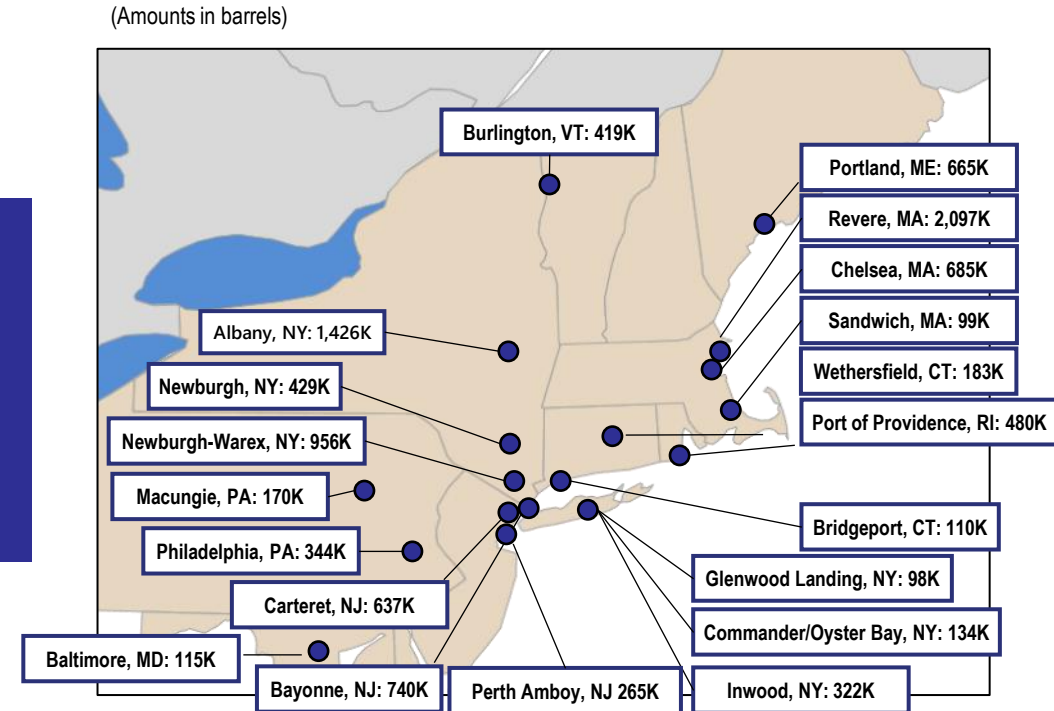 (Amounts in barrels)
Burlington, VT: 419K
Portland, ME: 665K
Revere, MA: 2,097K
Chelsea, MA: 685K
Sandwich, MA: 99K
Albany, NY: 1,426K
Wethersfield, CT: 183K
Newburgh, NY: 429K
Port of Providence, RI: 480K
Newburgh-Warex, NY: 956K
Macungie, PA: 170K
Bridgeport, CT: 110K
Philadelphia, PA: 344K
Glenwood Landing, NY: 98K
Carteret, NJ: 637K
Commander/Oyster Bay, NY: 134K
Baltimore, MD: 115K
Bayonne, NJ: 740K
Perth Amboy, NJ 265K
Inwood, NY: 322K